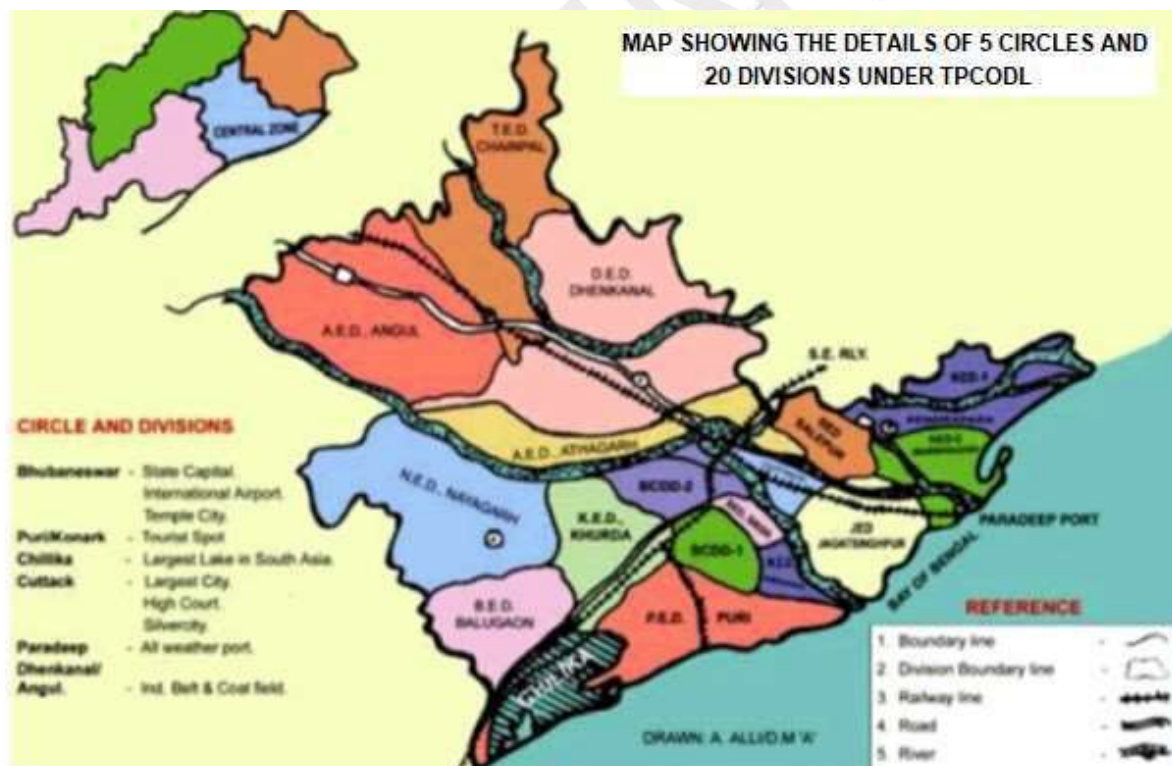 MAP SHOWING THE DETAILS OF 5 CIRCLES AND
20 DIVISIONS UNDER TPCODL
CENTRAL ZONE
T.E.D.
CHAINPAL
D.E.D.
DHENKANAL
A.E.D., ANGUL
S.E. RLY.
KED-1
SALEPUR
A.E.D., ATHAGARH
N.E.D., NAYAGARH
BCDD-2
K.E.D.,
KHURDA
BCDD-1
JED
JAGATSINGHPUR
PARADEEP PORT
BAY OF BENGAL
B.E.D.
BALUGAON
P.E.D. PURI
CHILIKA
CIRCLE AND DIVISIONS
Bhubaneswar - State Capital.
International Airport.
Temple City.
Puri/Konark - Tourist Spot
Chillika - Largest Lake in South Asia.
Cuttack - Largest City.
High Court.
Silvercity.
Paradeep - All weather port.
Dhenkanal/
Angul. - Ind. Belt & Coal field.
REFERENCE
1. Boundary line -
2. Division Boundary line -
3. Railway line -
4. Road -
5. River -
DRAWN: A. ALLI/D.M 'A'